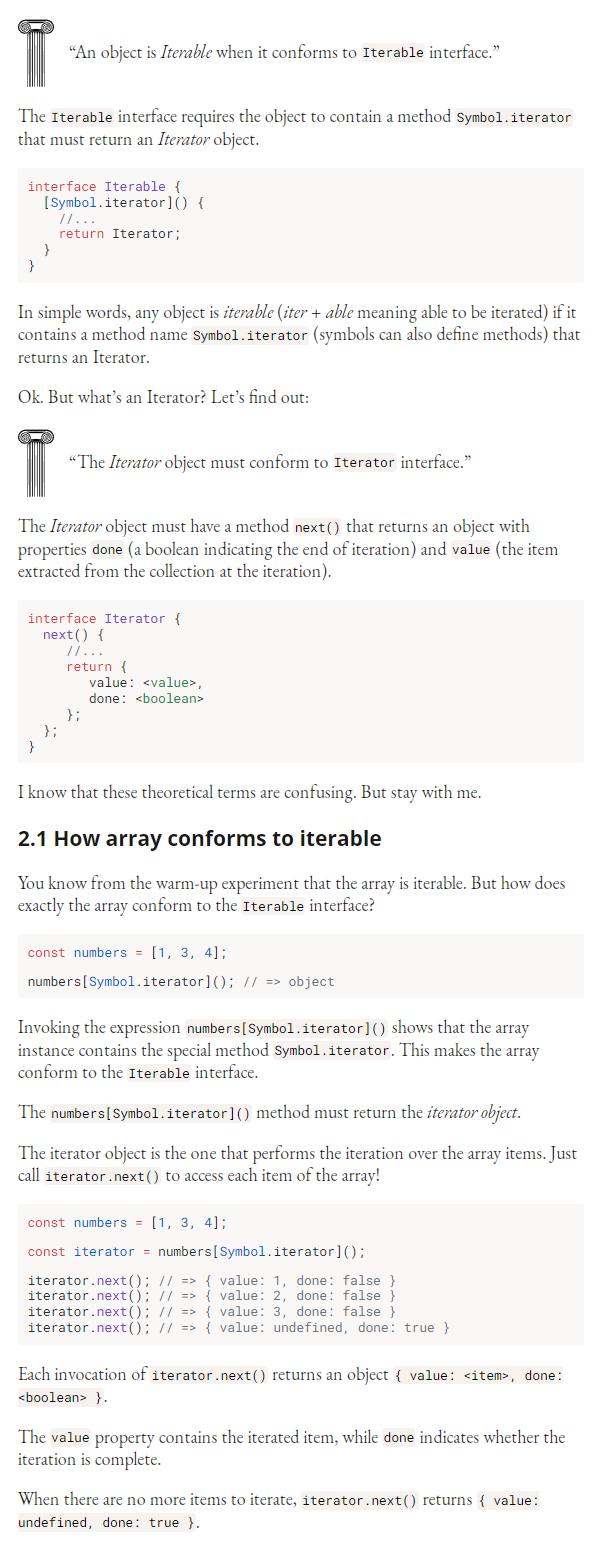 “An object is Iterable when it conforms to Iterable interface.”
The Iterable interface requires the object to contain a method Symbol.iterator
that must return an Iterator object.
interface Iterable {
  [Symbol.iterator]() {
    //...
    return Iterator;
  }
}
In simple words, any object is iterable (iter + able meaning able to be iterated) if it
contains a method name Symbol.iterator (symbols can also define methods) that
returns an Iterator.
Ok. But what’s an Iterator? Let’s find out:
“The Iterator object must conform to Iterator interface.”
The Iterator object must have a method next() that returns an object with
properties done (a boolean indicating the end of iteration) and value (the item
extracted from the collection at the iteration).
interface Iterator {
  next() {
     //...
     return {
        value: <value>,
        done: <boolean>
     };
  };
}
I know that these theoretical terms are confusing. But stay with me.
2.1 How array conforms to iterable
You know from the warm-up experiment that the array is iterable. But how does
exactly the array conform to the Iterable interface?
const numbers = [1, 3, 4];
numbers[Symbol.iterator](); // => object
Invoking the expression numbers[Symbol.iterator]() shows that the array
instance contains the special method Symbol.iterator. This makes the array
conform to the Iterable interface.
The numbers[Symbol.iterator]() method must return the iterator object.
The iterator object is the one that performs the iteration over the array items. Just
call iterator.next() to access each item of the array!
const numbers = [1, 3, 4];
const iterator = numbers[Symbol.iterator]();
iterator.next(); // => { value: 1, done: false }
iterator.next(); // => { value: 2, done: false }
iterator.next(); // => { value: 3, done: false }
iterator.next(); // => { value: undefined, done: true }
Each invocation of iterator.next() returns an object { value: <item>, done:
<boolean> }.
The value property contains the iterated item, while done indicates whether the
iteration is complete.
When there are no more items to iterate, iterator.next() returns { value:
undefined, done: true }.